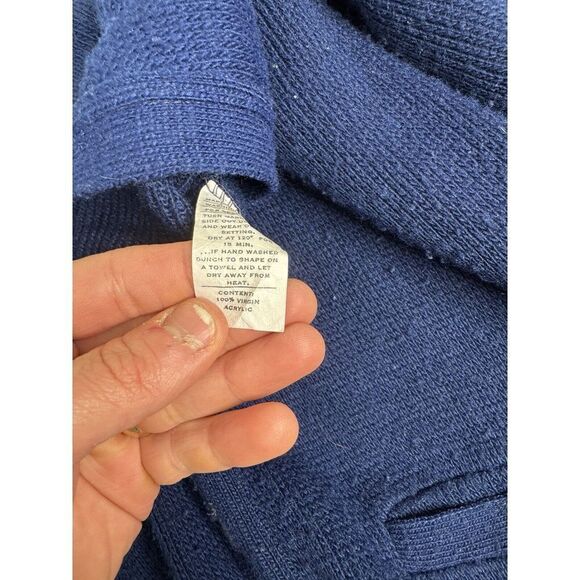 TURN
SIDE OUT
AND WEAR
SETTING.
DRY AT 120°
15 MIN.
...IF HAND WASHED
BUNCH TO SHAPE ON
A TOWEL AND LET
DRY AWAY FROM
HEAT.
CONTENT:
100% VIRGIN
ACRYLIC